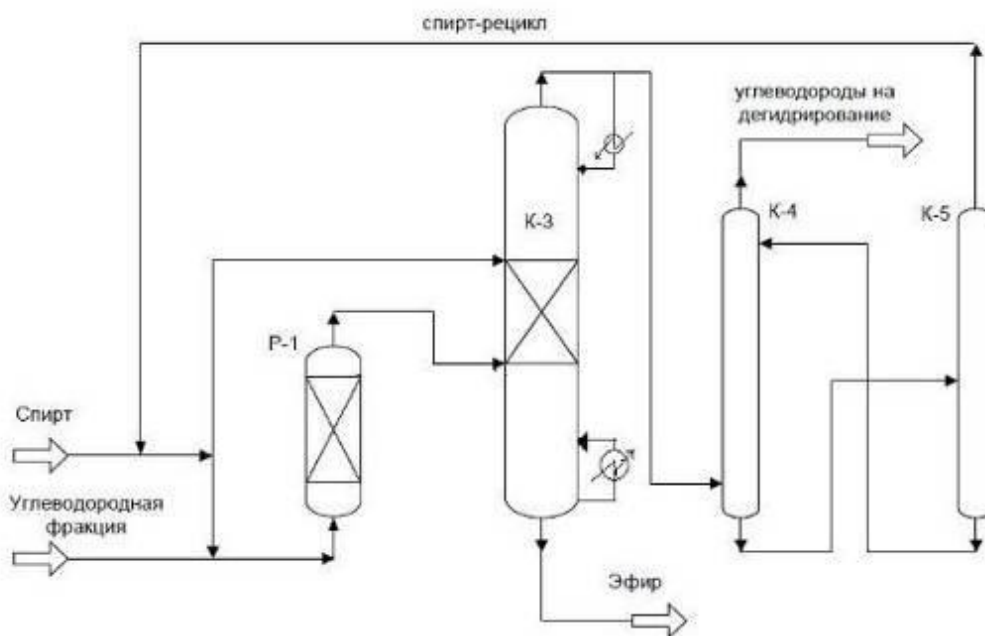 спирт-рецикл
углеводороды на
дегидрирование
К-3
К-4
К-5
Р-1
Спирт
Углеводородная
фракция
Эфир